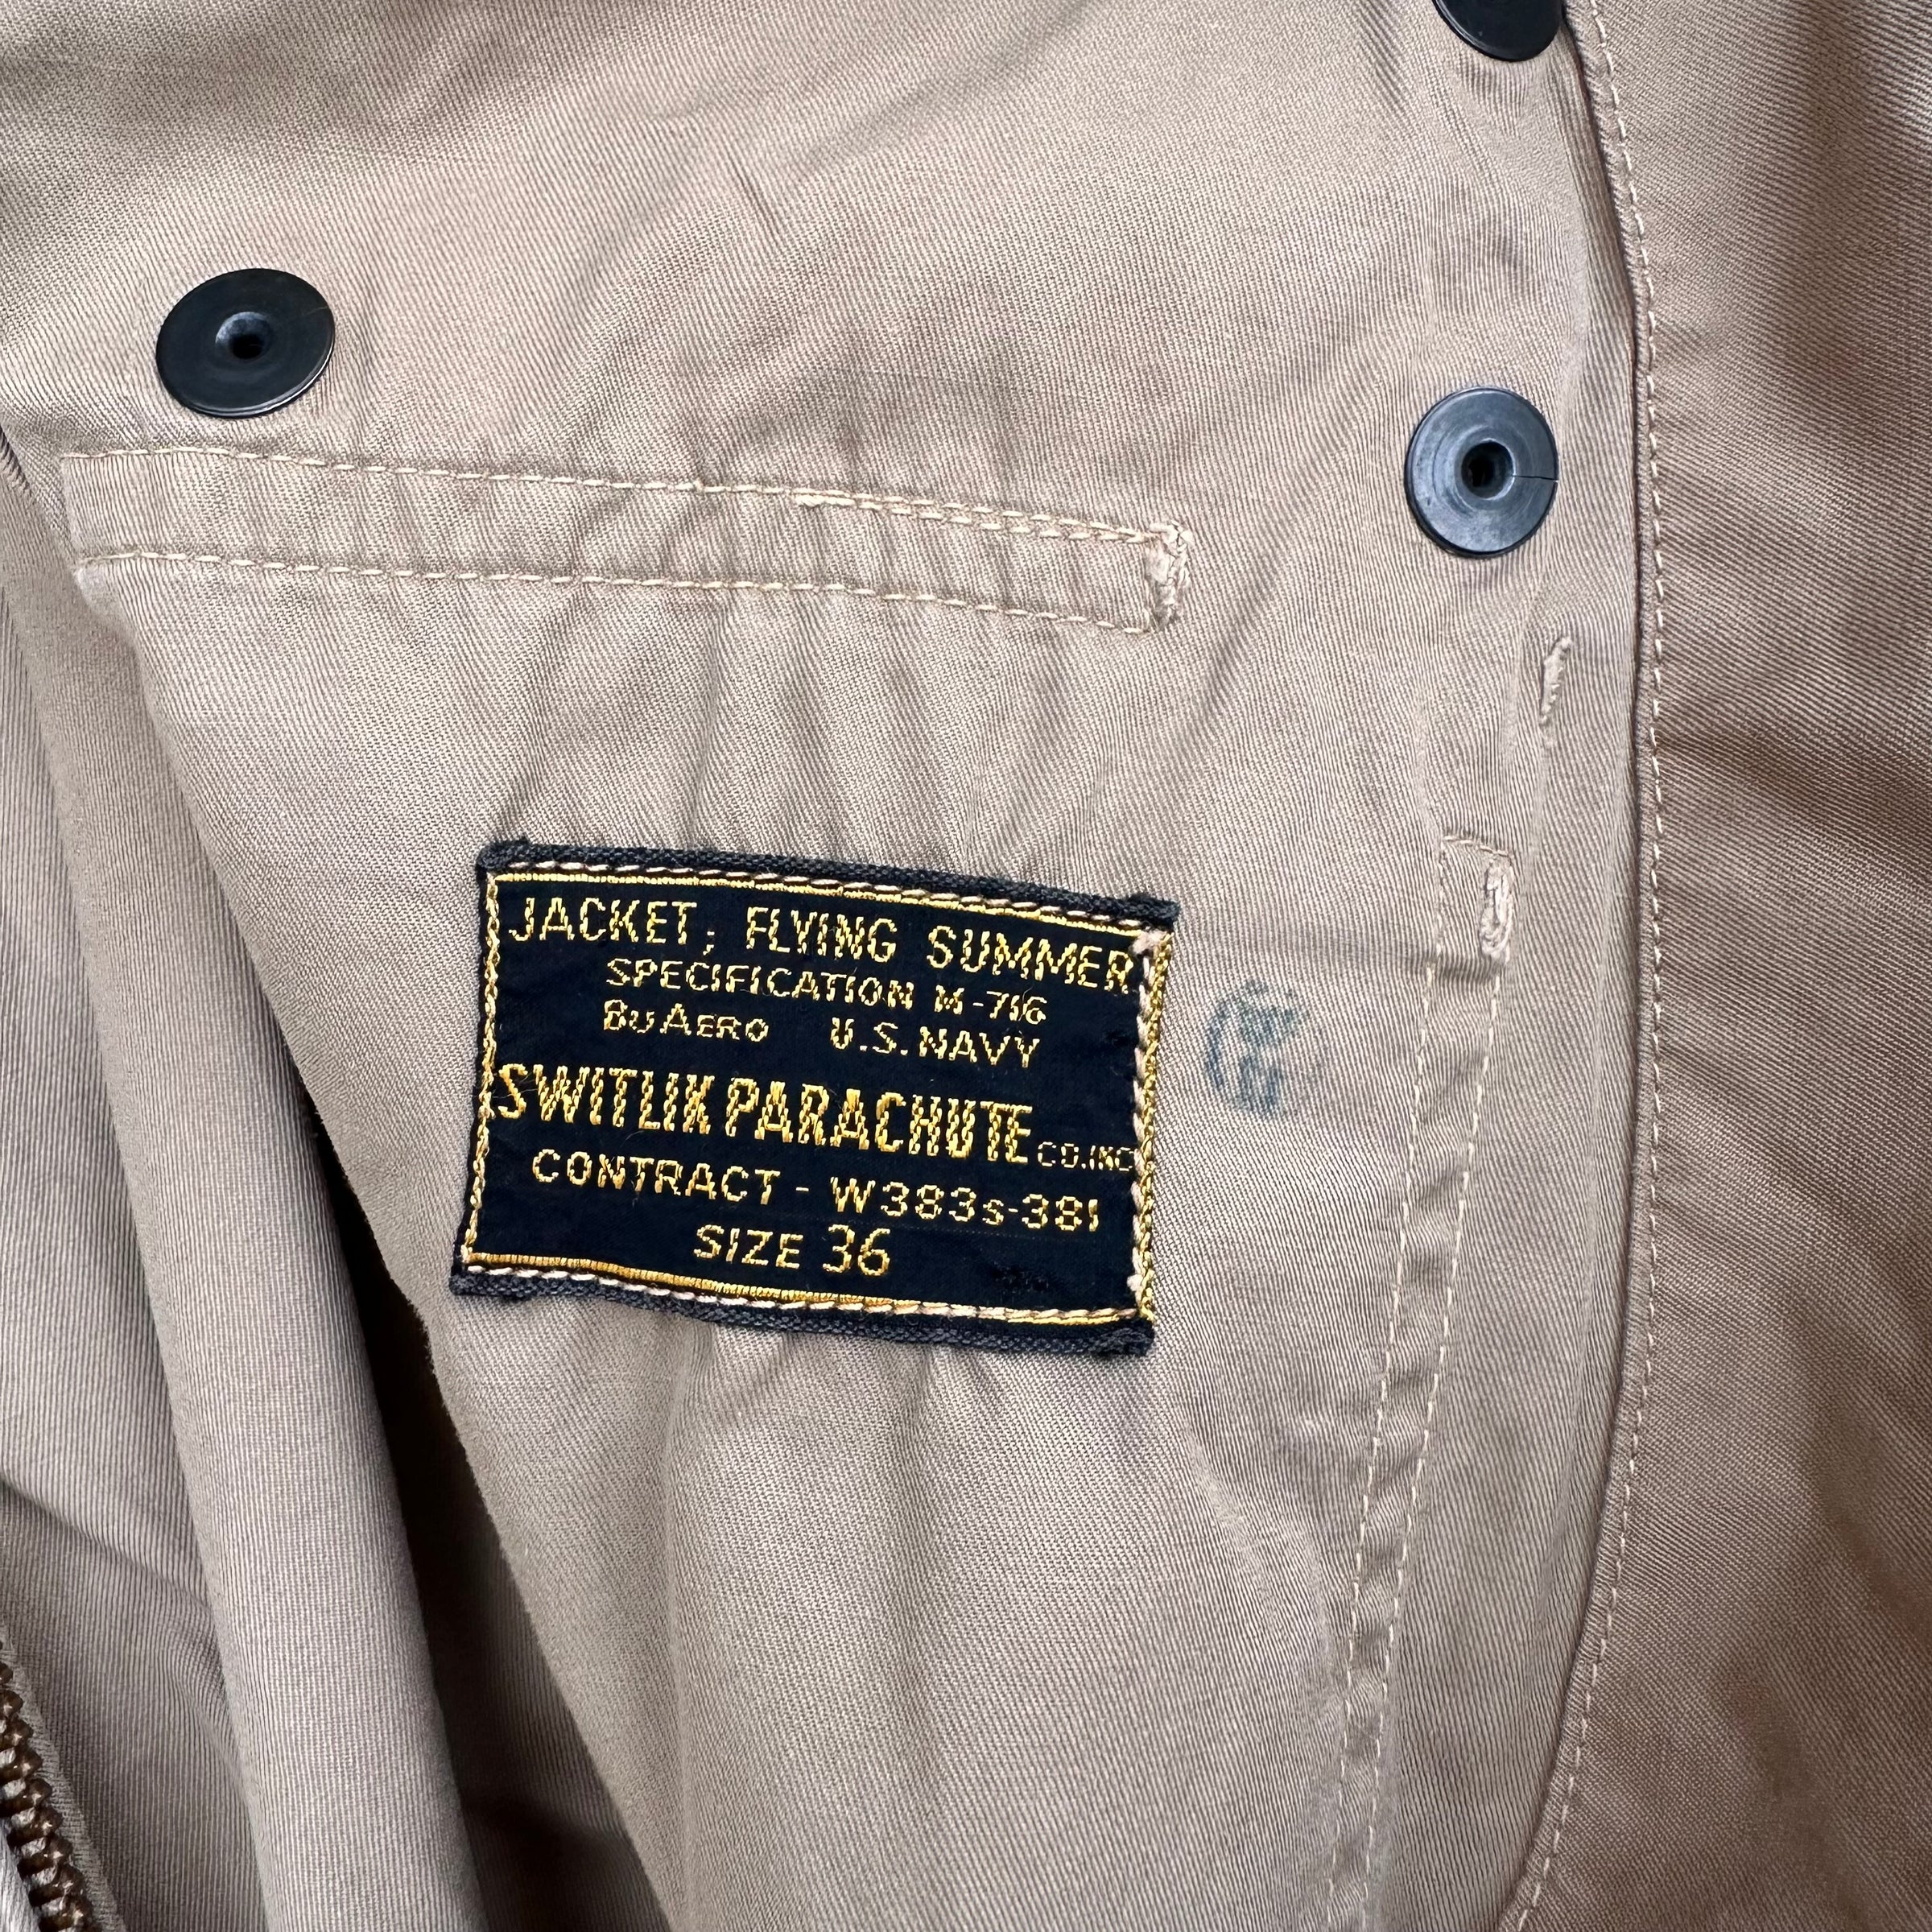 JACKET, FLYING SUMMER
SPECIFICATION M-716
BuAERO U.S. NAVY
SWITLIK PARACHUTE CO. INC
CONTRACT - W383s-381
SIZE 36